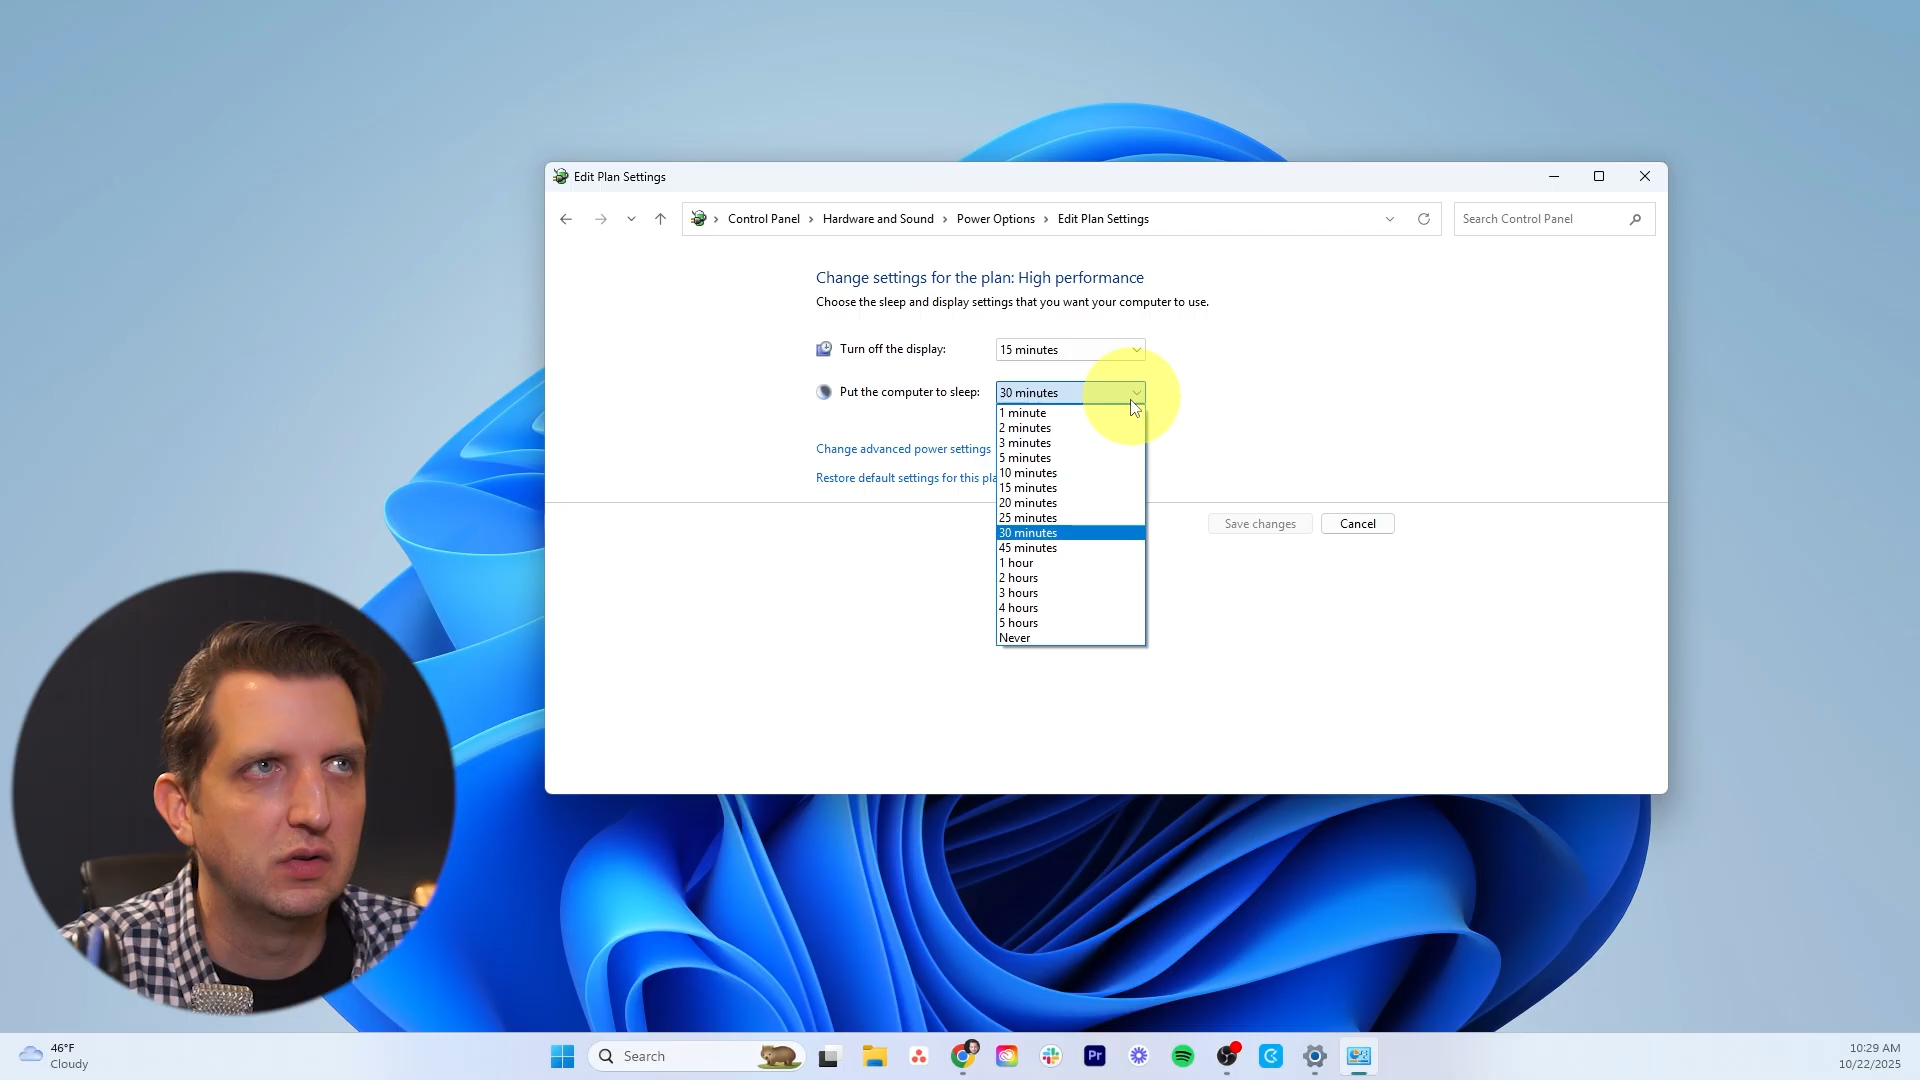 Edit Plan Settings
Control Panel > Hardware and Sound > Power Options > Edit Plan Settings
Search Control Panel
Change settings for the plan: High performance
Choose the sleep and display settings that you want your computer to use.
Turn off the display: 15 minutes
Put the computer to sleep: 30 minutes
1 minute
2 minutes
3 minutes
Change advanced power settings
5 minutes
10 minutes
Restore default settings for this pla
15 minutes
20 minutes
25 minutes
Save changes Cancel
30 minutes
45 minutes
1 hour
2 hours
3 hours
4 hours
5 hours
Never
46°F
Cloudy
Search
Pr
10:29 AM
10/22/2025